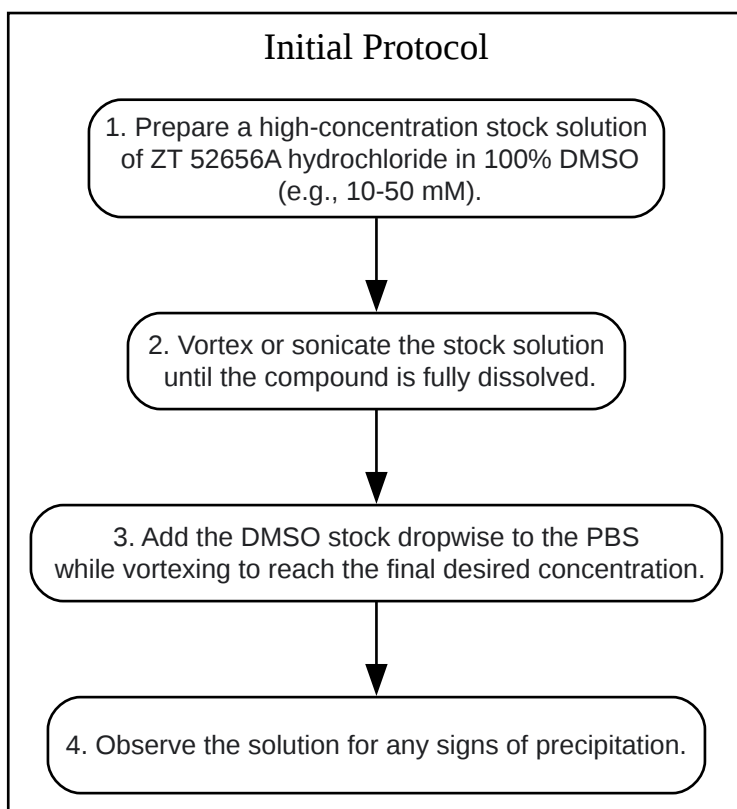 Initial Protocol
1. Prepare a high-concentration stock solution
of ZT 52656A hydrochloride in 100% DMSO
(e.g., 10-50 mM).
2. Vortex or sonicate the stock solution
until the compound is fully dissolved.
3. Add the DMSO stock dropwise to the PBS
while vortexing to reach the final desired concentration.
4. Observe the solution for any signs of precipitation.